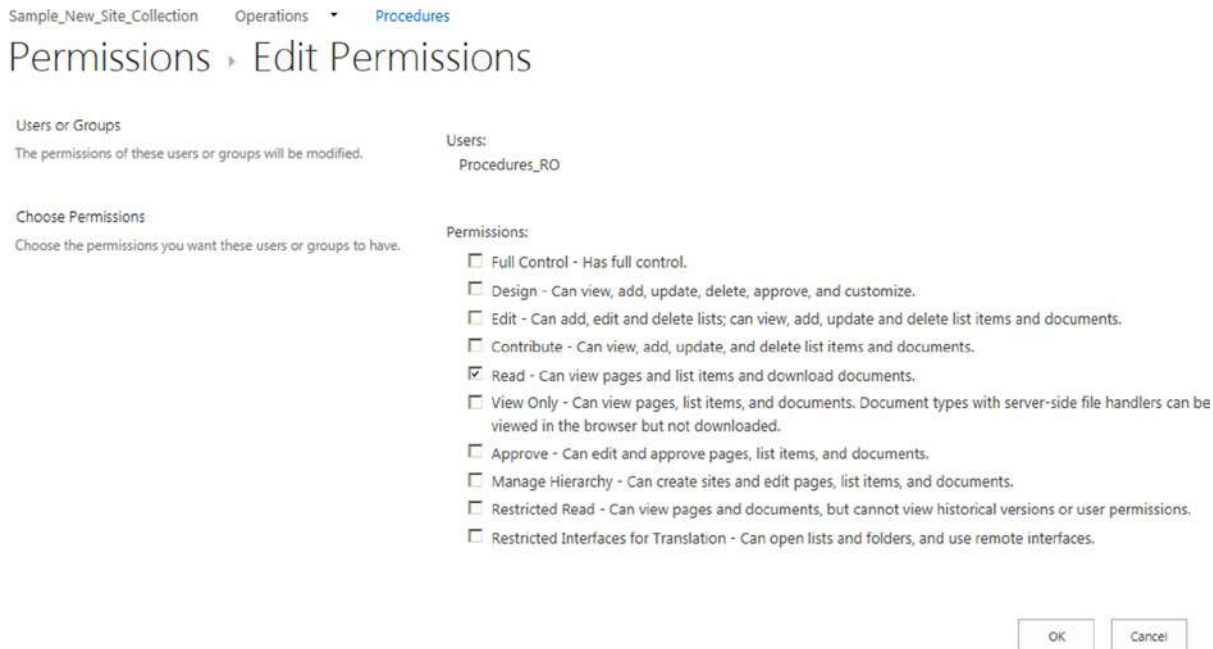 Sample_New_Site_Collection Operations Procedures
Permissions Edit Permissions
Users or Groups
The permissions of these users or groups will be modified.
Users:
Procedures_RO
Choose Permissions
Choose the permissions you want these users or groups to have.
Permissions:
Full Control - Has full control.
Design - Can view, add, update, delete, approve, and customize.
Edit - Can add, edit and delete lists; can view, add, update and delete list items and documents.
Contribute - Can view, add, update, and delete list items and documents.
Read - Can view pages and list items and download documents.
View Only - Can view pages, list items, and documents. Document types with server-side file handlers can be
viewed in the browser but not downloaded.
Approve - Can edit and approve pages, list items, and documents.
Manage Hierarchy - Can create sites and edit pages, list items, and documents.
Restricted Read - Can view pages and documents, but cannot view historical versions or user permissions.
Restricted Interfaces for Translation - Can open lists and folders, and use remote interfaces.
OK Cancel